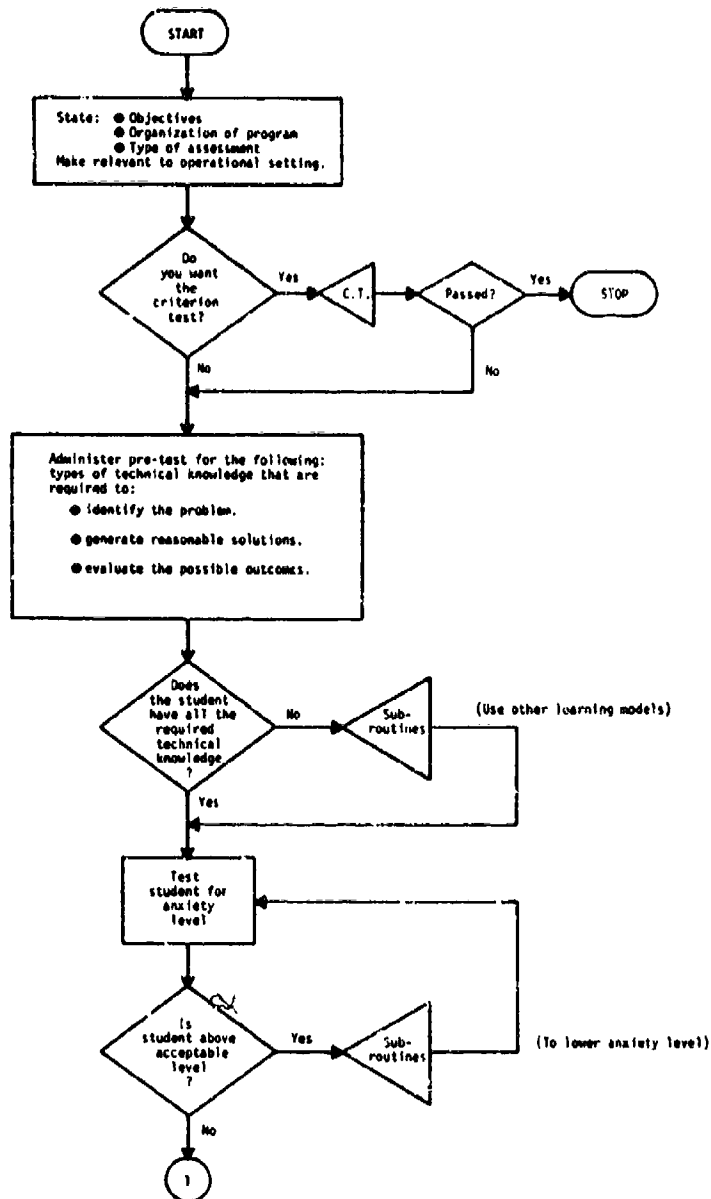 START
State: ● Objectives
● Organization of program
● Type of assessment
Make relevant to operational setting.
Do
you want
the
criterion
test?
Yes
C.T.
Passed?
Yes
STOP
No
No
Administer pre-test for the following:
types of technical knowledge that are
required to:
● identify the problem.
● generate reasonable solutions.
● evaluate the possible outcomes.
Does
the student
have all the
required
technical
knowledge
?
No
Sub-
routines
(Use other learning models)
Yes
Test
student for
anxiety
level
Is
student above
acceptable
level
?
Yes
Sub-
routines
(To lower anxiety level)
No
1